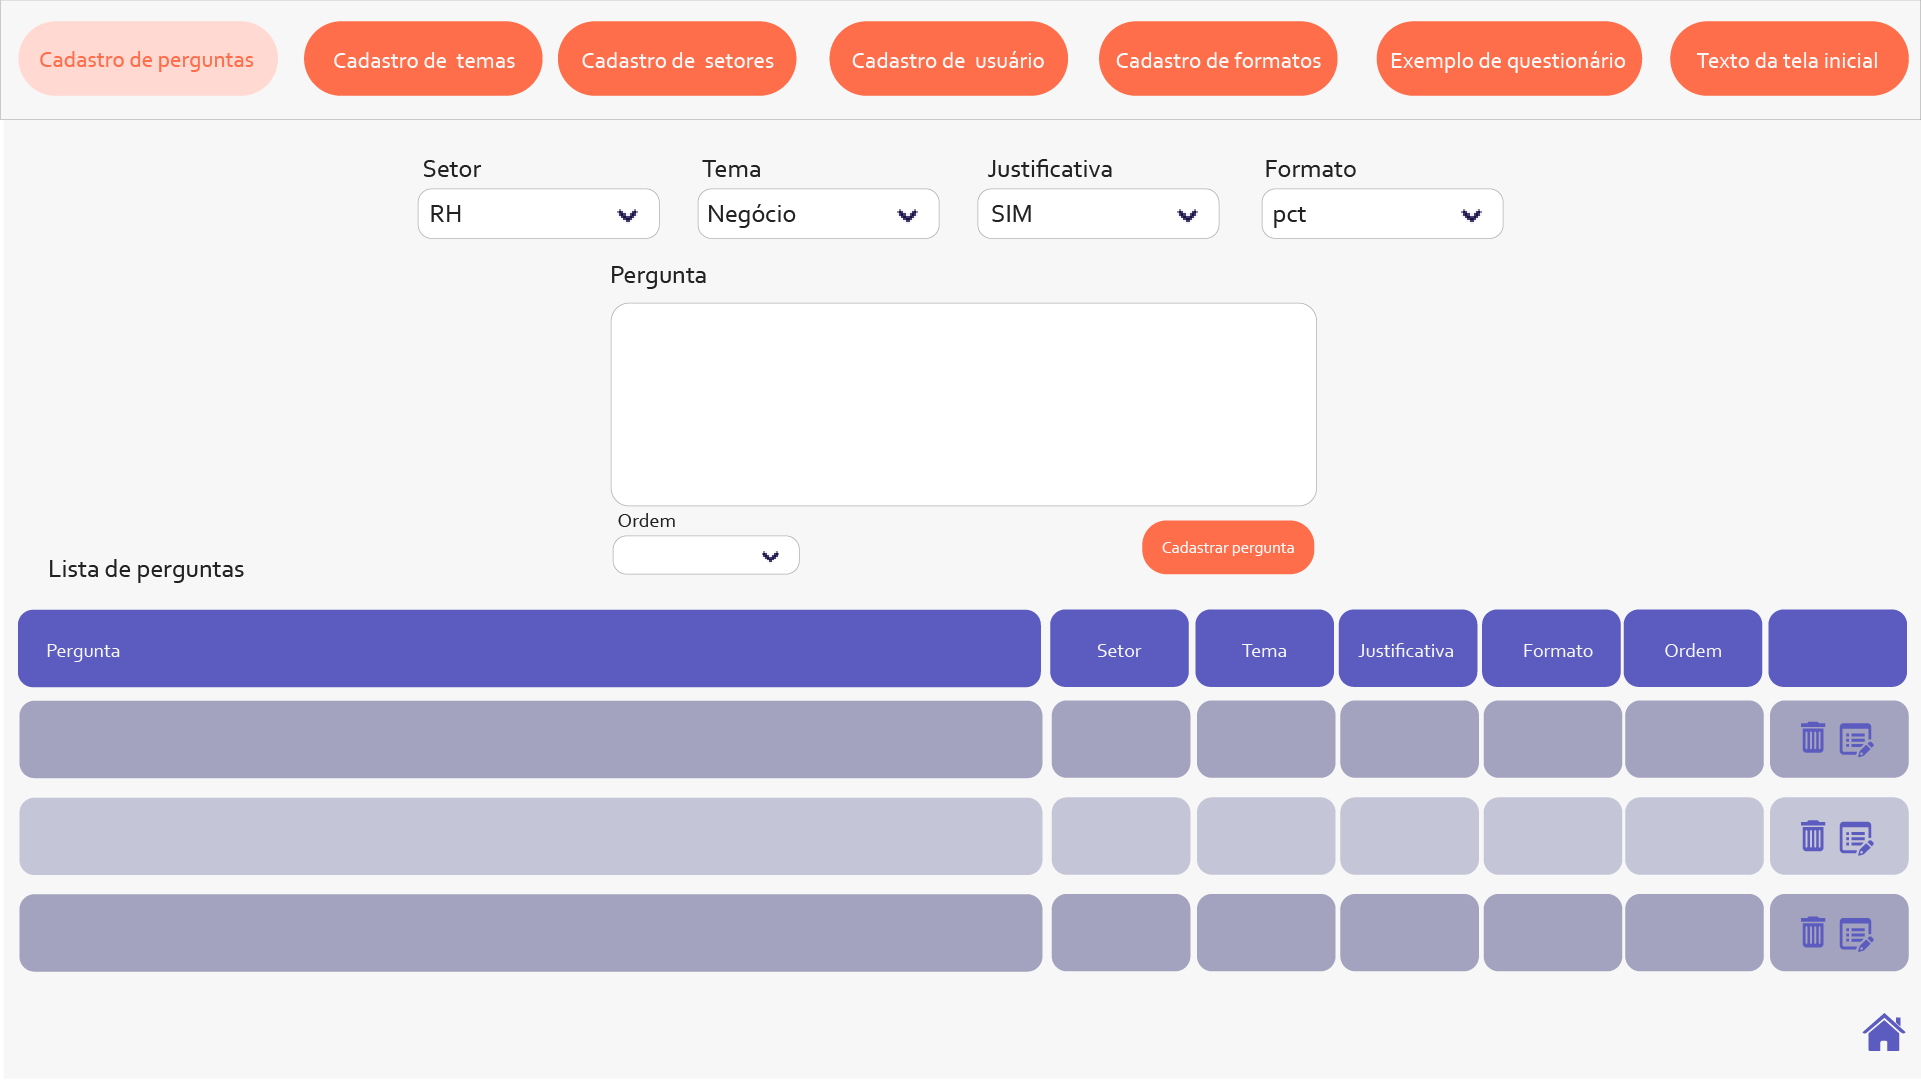 Cadastro de perguntas
Cadastro de  temas
Cadastro de  setores
Cadastro de  usuário
Cadastro de formatos
Exemplo de questionário
Texto da tela inicial
Setor
Tema
Justificativa
Formato
RH
Negócio
SIM
pct
Pergunta
Ordem
Cadastrar pergunta
Lista de perguntas
Pergunta
Setor
Tema
Justificativa
Formato
Ordem